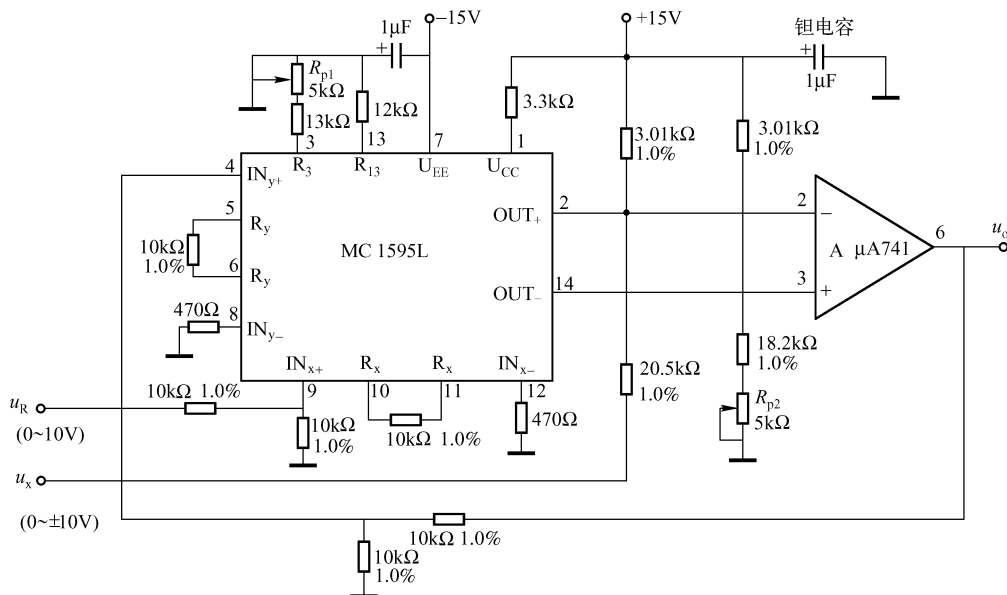 −15V
+15V
1μF
+
钽电容
+
1μF
Rp1
5kΩ
13kΩ
12kΩ
3.3kΩ
3.01kΩ
1.0%
3.01kΩ
1.0%
3
13
7
1
R3
R13
UEE
UCC
4
INy+
5
Ry
10kΩ
1.0%
6
Ry
470Ω
8
INy−
MC 1595L
OUT+
2
OUT−
14
2
−
A
μA741
6
uo
3
+
INx+
Rx
Rx
INx−
9
10
11
12
20.5kΩ
1.0%
18.2kΩ
1.0%
Rp2
5kΩ
10kΩ 1.0%
uR
(0~10V)
10kΩ
1.0%
10kΩ 1.0%
470Ω
ux
(0~±10V)
10kΩ 1.0%
10kΩ
1.0%